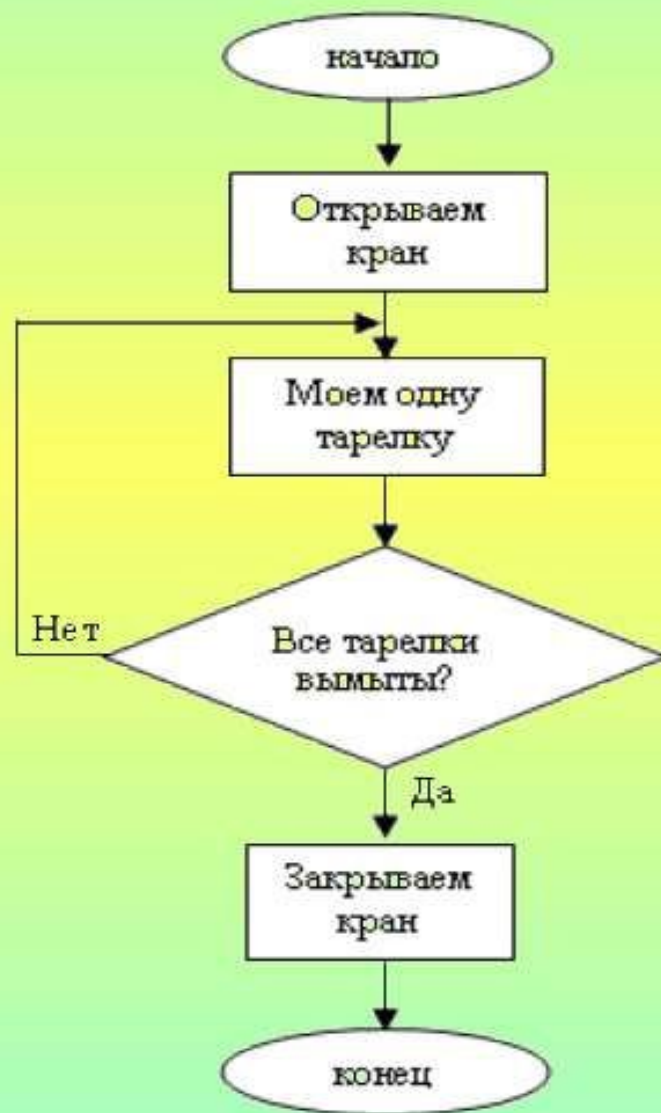 начало
Открываем
кран
Моем одну
тарелку
Нет
Все тарелки
вымыты?
Да
Закрываем
кран
конец